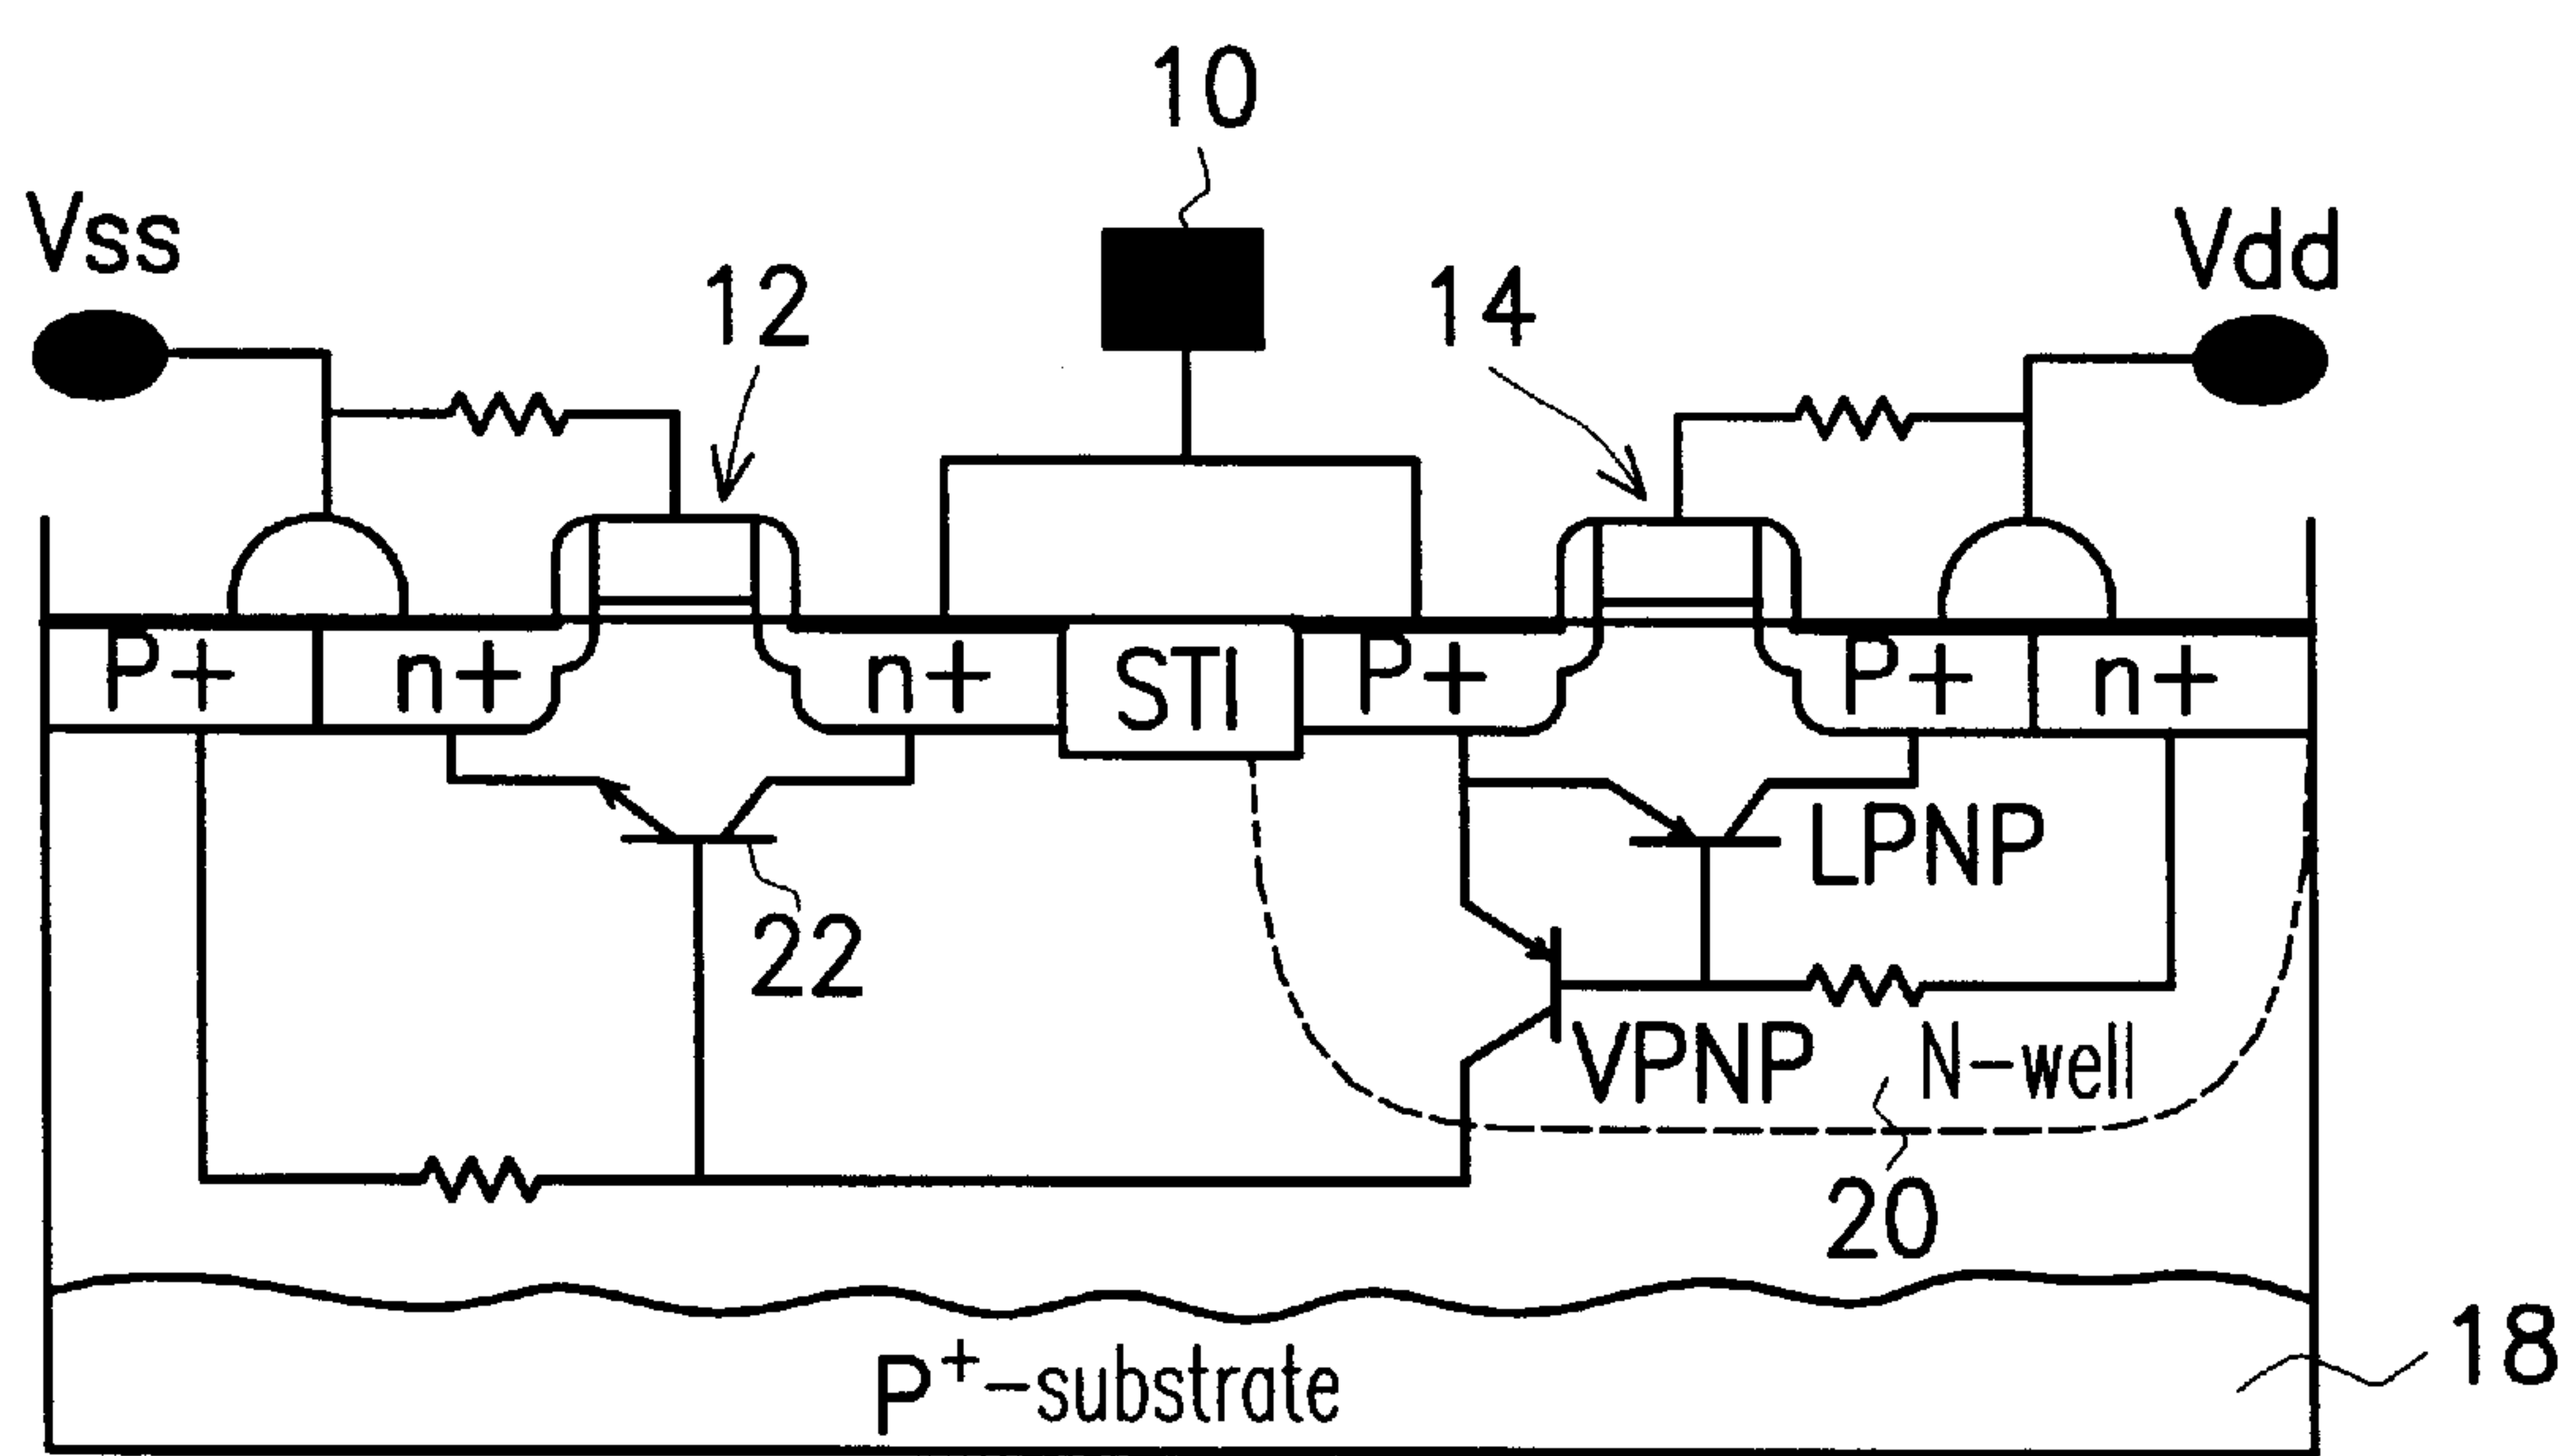 10
Vss
Vdd
12
14
P+
n+
n+
STI
P+
P+
n+
LPNP
22
VPNP
N-well
20
P+-substrate
18